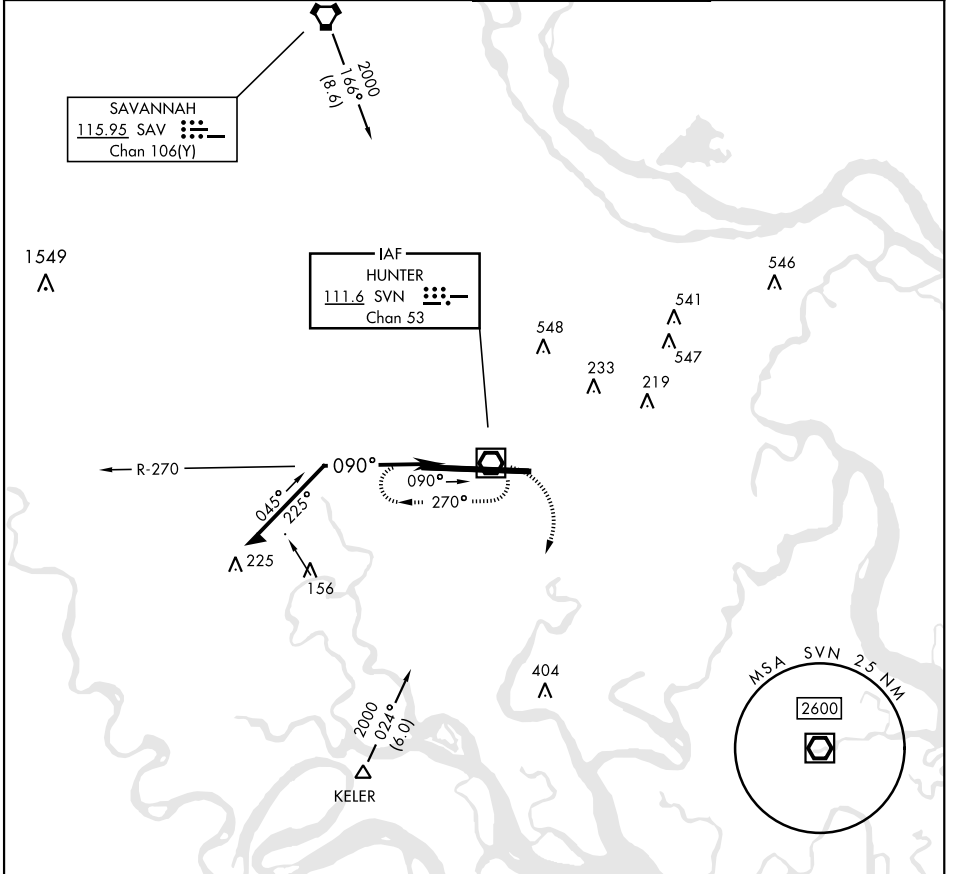 2000
166°
(8.6)
SAVANNAH
115.95 SAV
Chan 106(Y)
1549
IAF
HUNTER
111.6 SVN
Chan 53
546
541
548
547
233
219
R-270
090°
090°
270°
045°
225°
225
156
404
2000
024°
(6.0)
KELER
MSA SVN 25 NM
2600